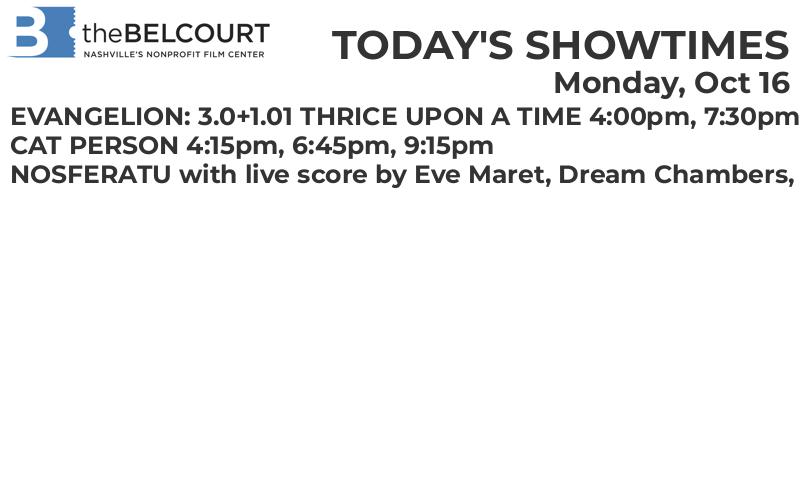 B theBELCOURT
NASHVILLE'S NONPROFIT FILM CENTER
TODAY'S SHOWTIMES
Monday, Oct 16
EVANGELION: 3.0+1.01 THRICE UPON A TIME 4:00pm, 7:30pm
CAT PERSON 4:15pm, 6:45pm, 9:15pm
NOSFERATU with live score by Eve Maret, Dream Chambers,